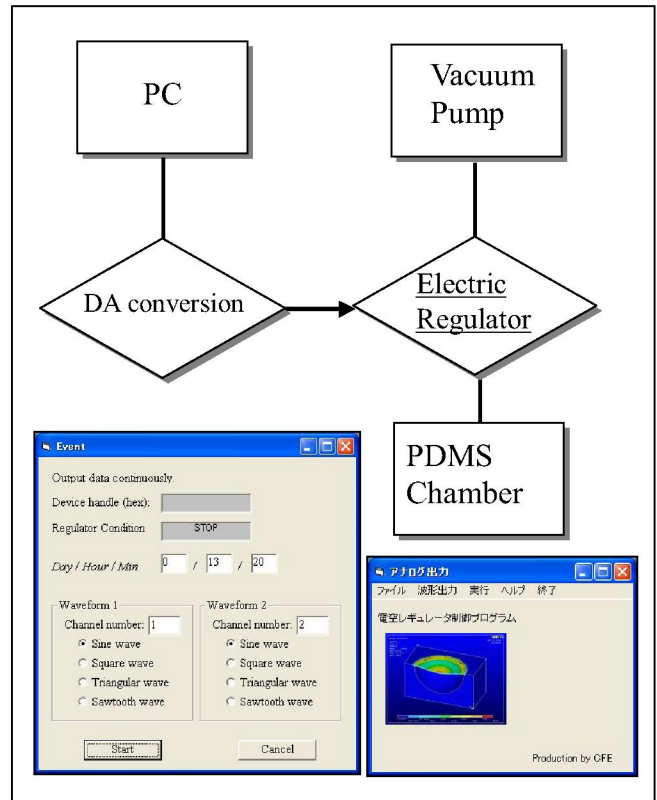 PC
Vacuum
Pump
DA conversion
Electric
Regulator
PDMS
Chamber
Event
Output data continuously.
Device handle (hex):
Regulator Condition STOP
Day / Hour / Min 0 / 13 / 20
Waveform 1
Channel number: 1
Sine wave
Square wave
Triangular wave
Sawtooth wave
Waveform 2
Channel number: 2
Sine wave
Square wave
Triangular wave
Sawtooth wave
Start
Cancel
アナログ出力
ファイル 波形出力 実行 ヘルプ 終了
電空レギュレータ制御プログラム
Production by GFE